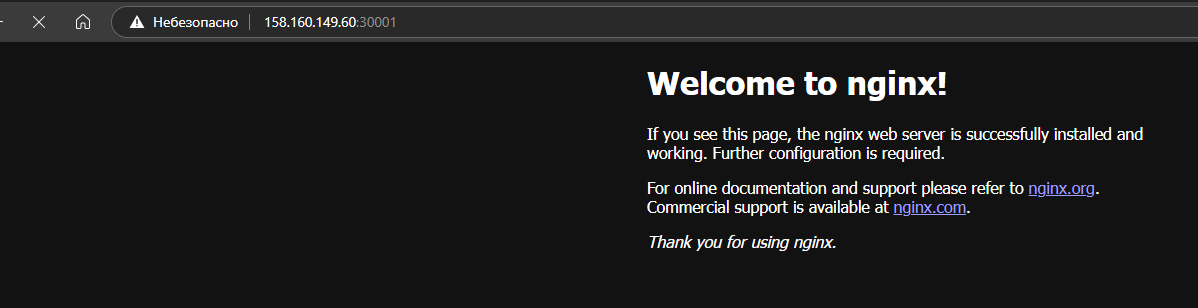 Небезопасно 158.160.149.60:30001
Welcome to nginx!
If you see this page, the nginx web server is successfully installed and
working. Further configuration is required.
For online documentation and support please refer to nginx.org.
Commercial support is available at nginx.com.
Thank you for using nginx.